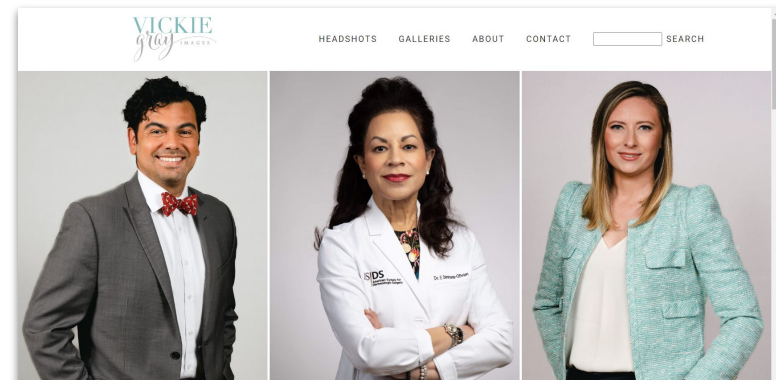 VICKIE
gray IMAGES
HEADSHOTS GALLERIES ABOUT CONTACT SEARCH
DS